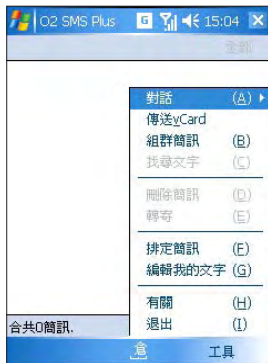 O2 SMS Plus G 15:04
全部
對話 (A)
傳送vCard
組群簡訊 (B)
找尋文字 (C)
刪除簡訊 (D)
轉寄 (E)
排定簡訊 (F)
編輯我的文字 (G)
有關 (H)
退出 (I)
合共0簡訊.
倉 工具